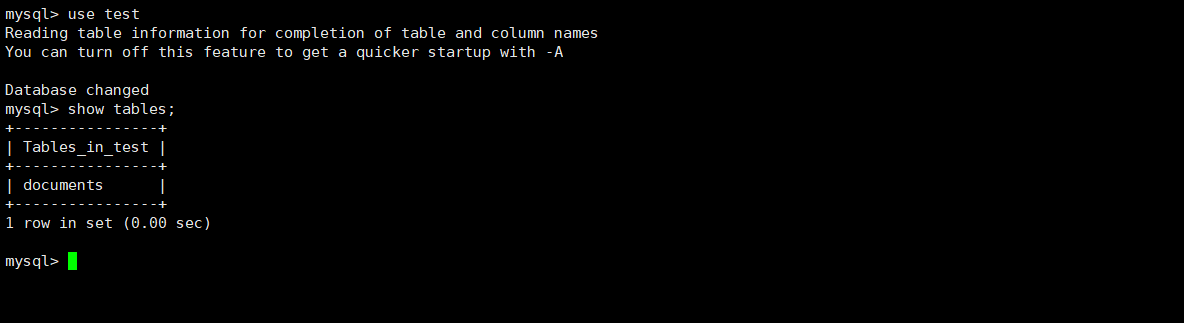 mysql> use test
Reading table information for completion of table and column names
You can turn off this feature to get a quicker startup with -A
Database changed
mysql> show tables;
+----------------+
| Tables_in_test |
+----------------+
| documents      |
+----------------+
1 row in set (0.00 sec)
mysql>